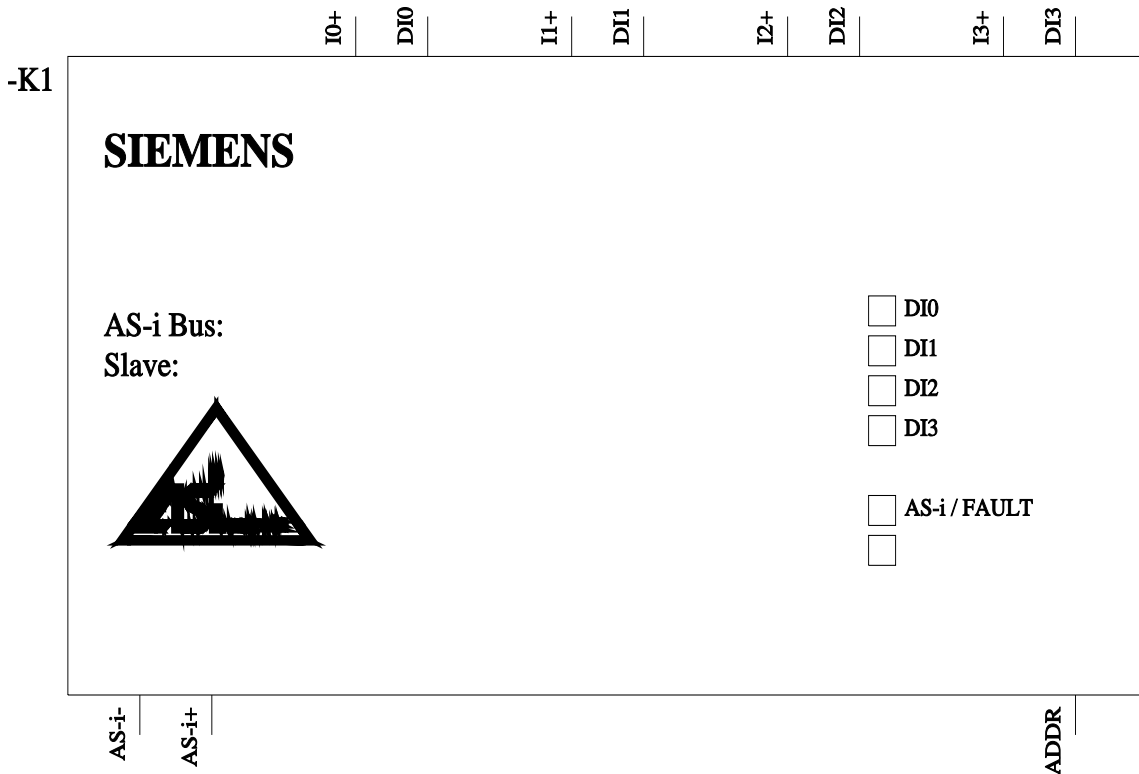 I0+ DI0 I1+ DI1 I2+ DI2 I3+ DI3
-K1
SIEMENS
AS-i Bus:
Slave:
DI0
DI1
DI2
DI3
AS-i / FAULT
AS-i- AS-i+ ADDR